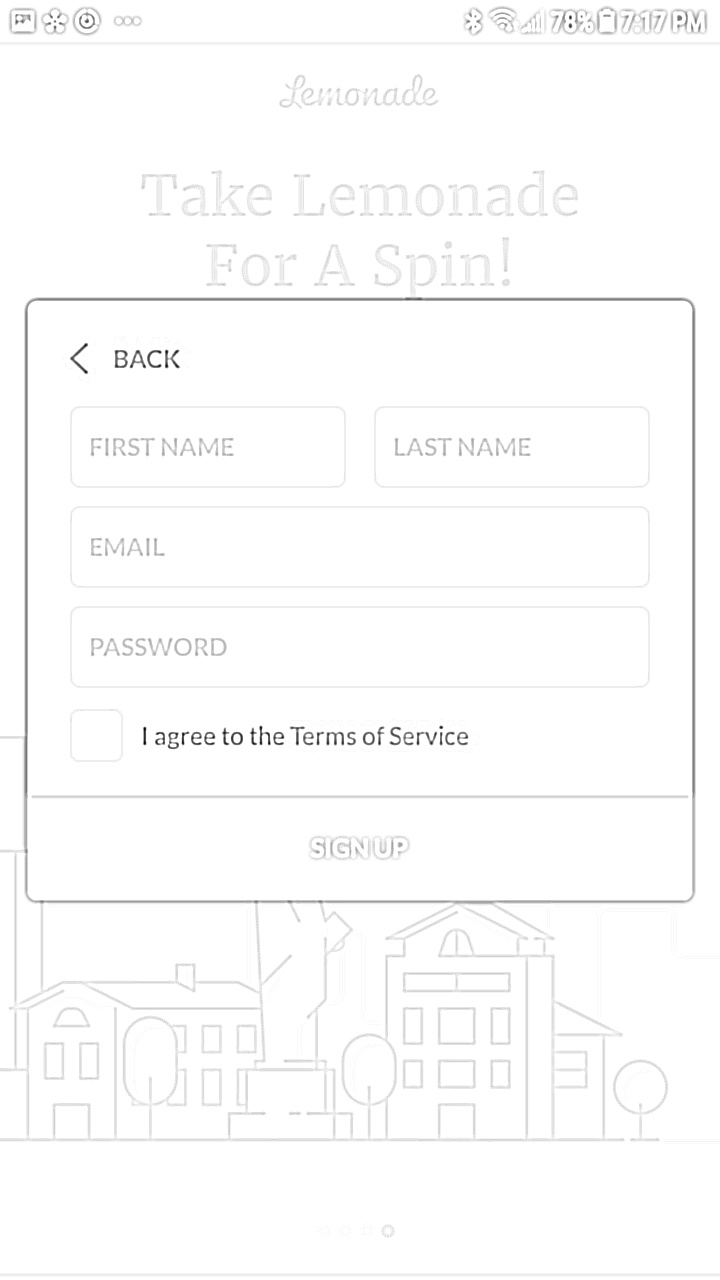 78% 7:17 PM
Lemonade
Take Lemonade
For A Spin!
BACK
FIRST NAME LAST NAME
EMAIL
PASSWORD
I agree to the Terms of Service
SIGN UP